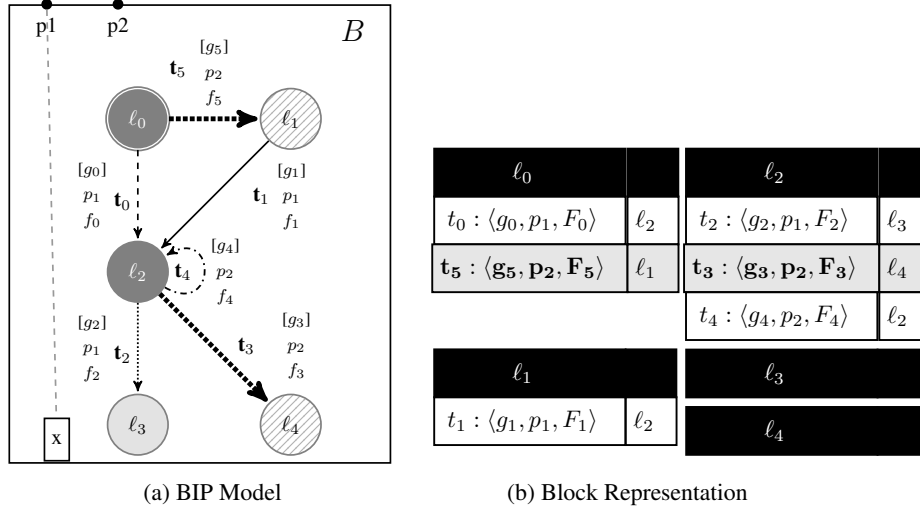 p1 p2 B
[g₅]
t₅ p₂
f₅
ℓ₀ ℓ₁
[g₀] [g₁]
p₁ t₀ t₁ p₁
f₀ f₁
[g₄]
ℓ₂ t₄ p₂
f₄
[g₂] [g₃]
p₁ t₂ t₃ p₂
f₂ f₃
x ℓ₃ ℓ₄
(a) BIP Model
ℓ₀
t₀ : ⟨g₀, p₁, F₀⟩ ℓ₂
t₅ : ⟨g₅, p₂, F₅⟩ ℓ₁
ℓ₂
t₂ : ⟨g₂, p₁, F₂⟩ ℓ₃
t₃ : ⟨g₃, p₂, F₃⟩ ℓ₄
t₄ : ⟨g₄, p₂, F₄⟩ ℓ₂
ℓ₁
t₁ : ⟨g₁, p₁, F₁⟩ ℓ₂
ℓ₃
ℓ₄
(b) Block Representation